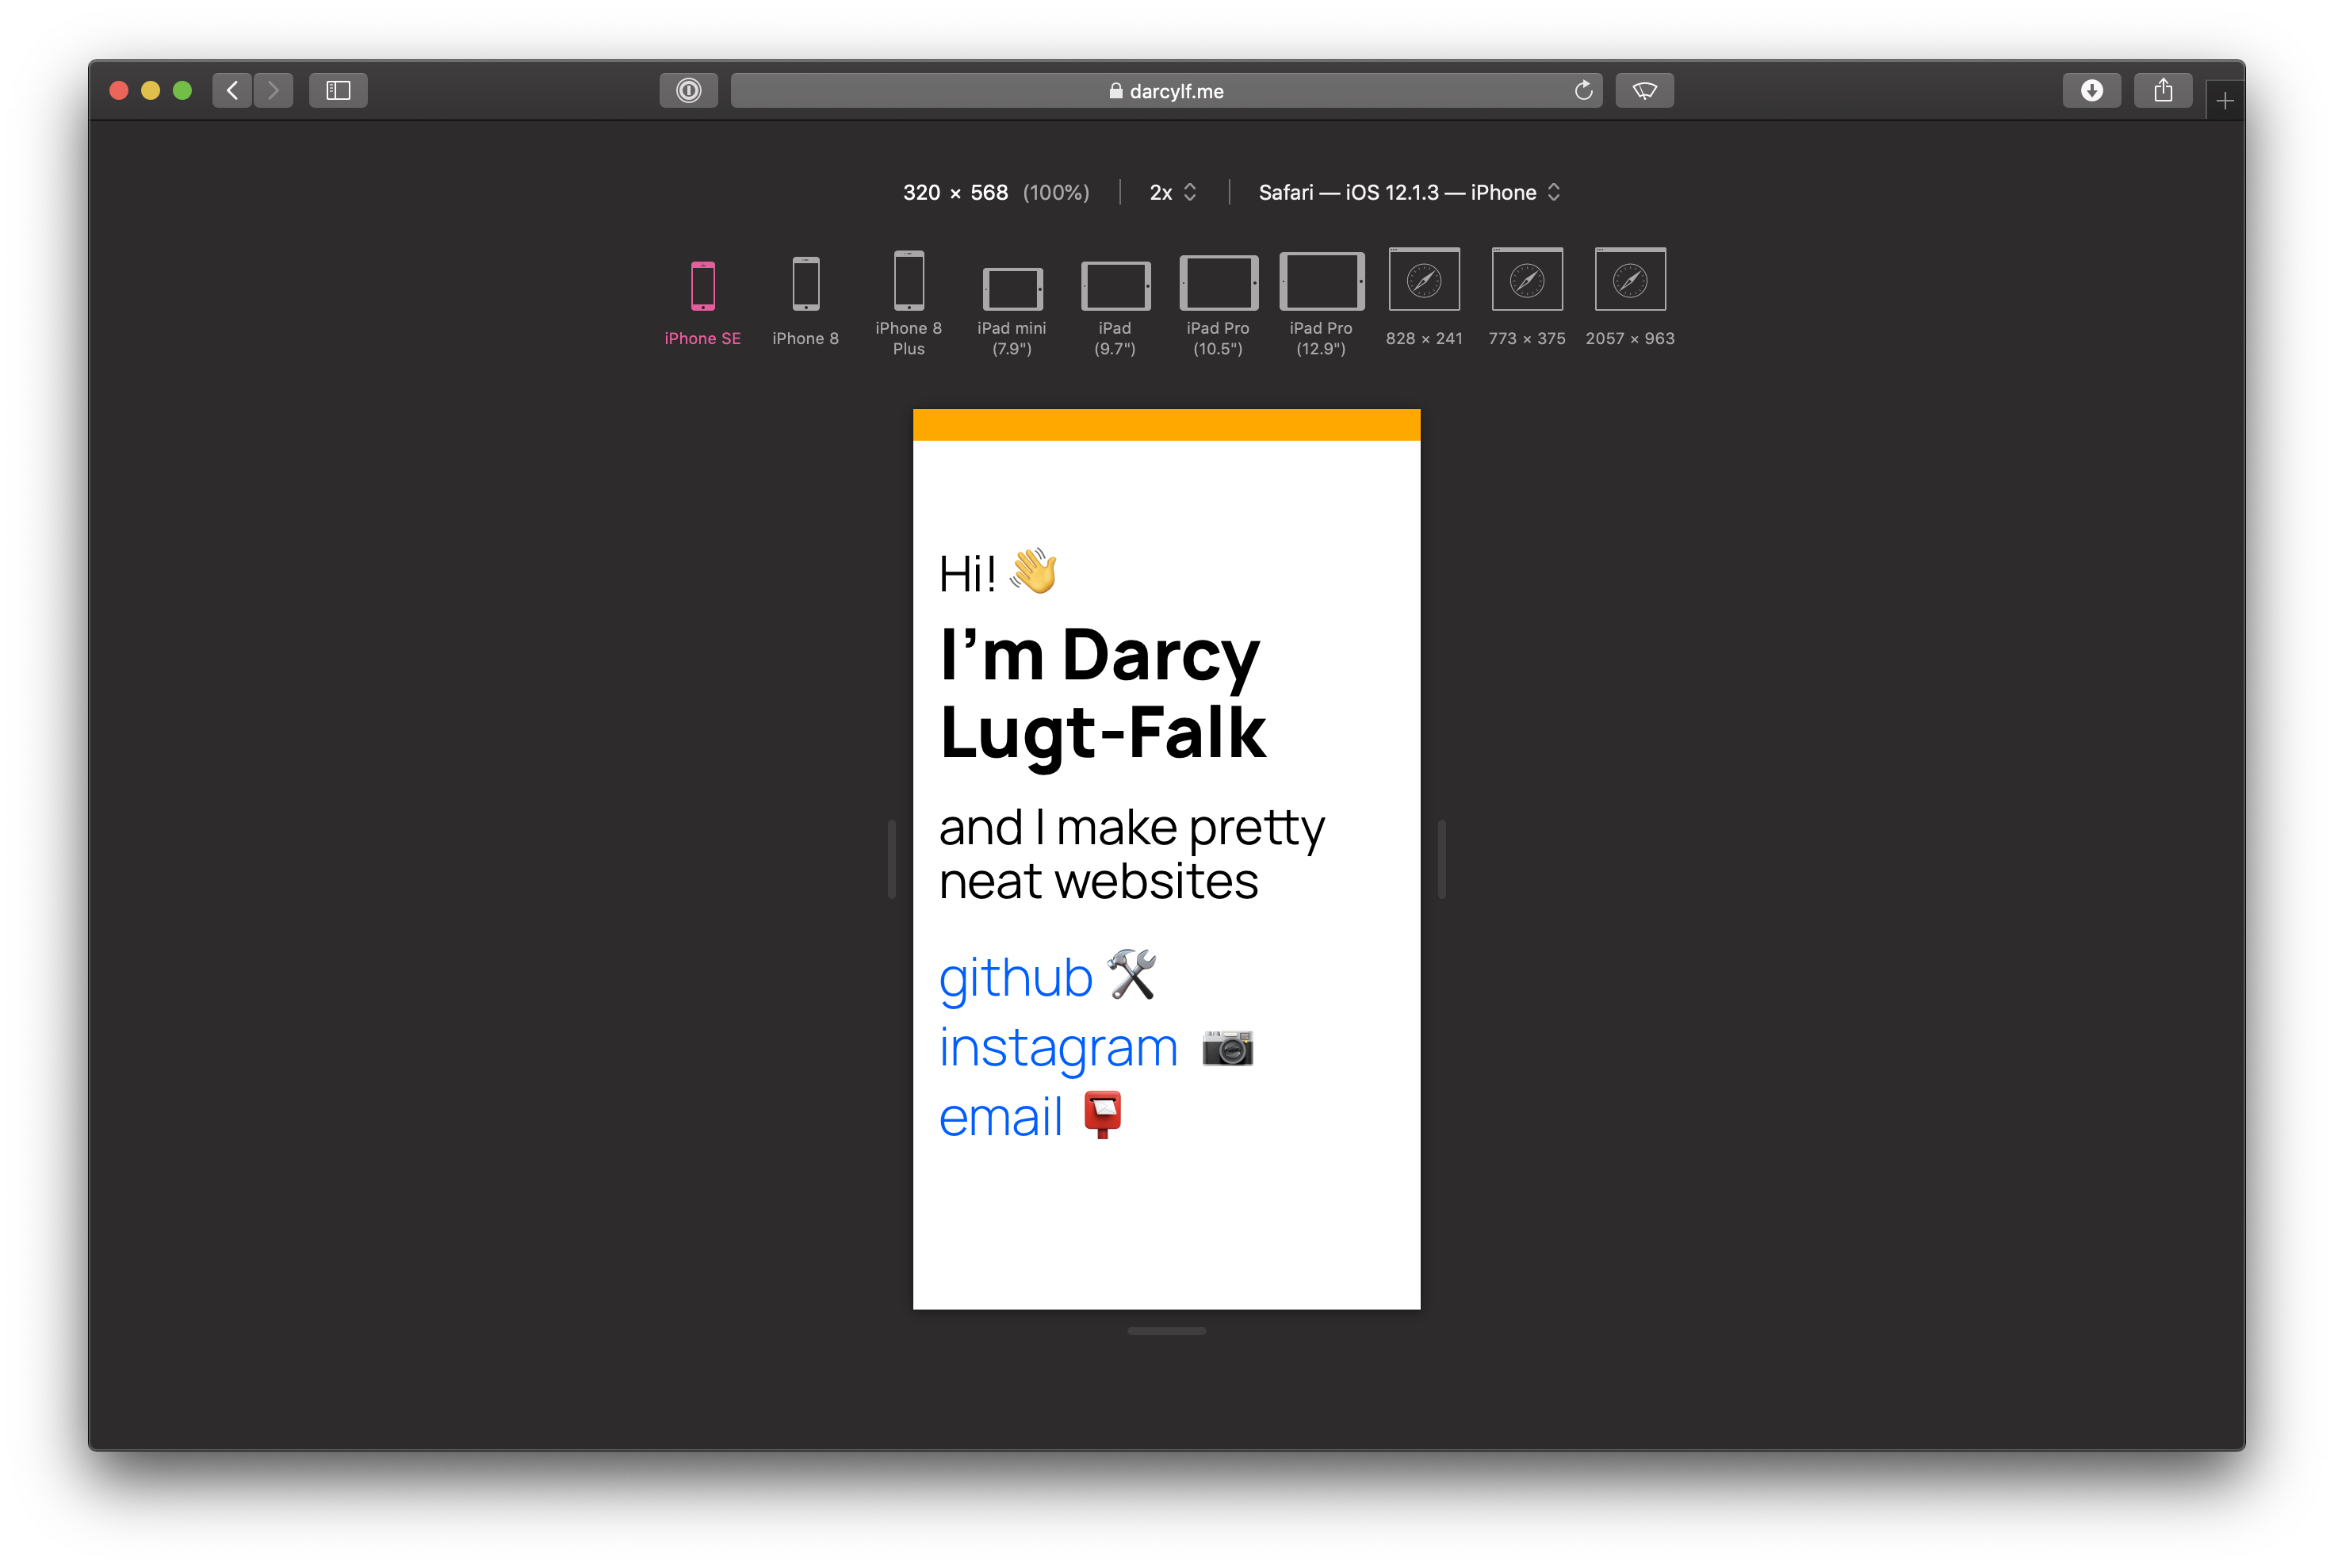 darcylf.me
320 × 568 (100%) 2x Safari — iOS 12.1.3 — iPhone
iPhone SE
iPhone 8
iPhone 8
Plus
iPad mini
(7.9")
iPad
(9.7")
iPad Pro
(10.5")
iPad Pro
(12.9")
828 × 241
773 × 375
2057 × 963
Hi! 👋
I’m Darcy
Lugt-Falk
and I make pretty
neat websites
github 🛠
instagram 📷
email 📮